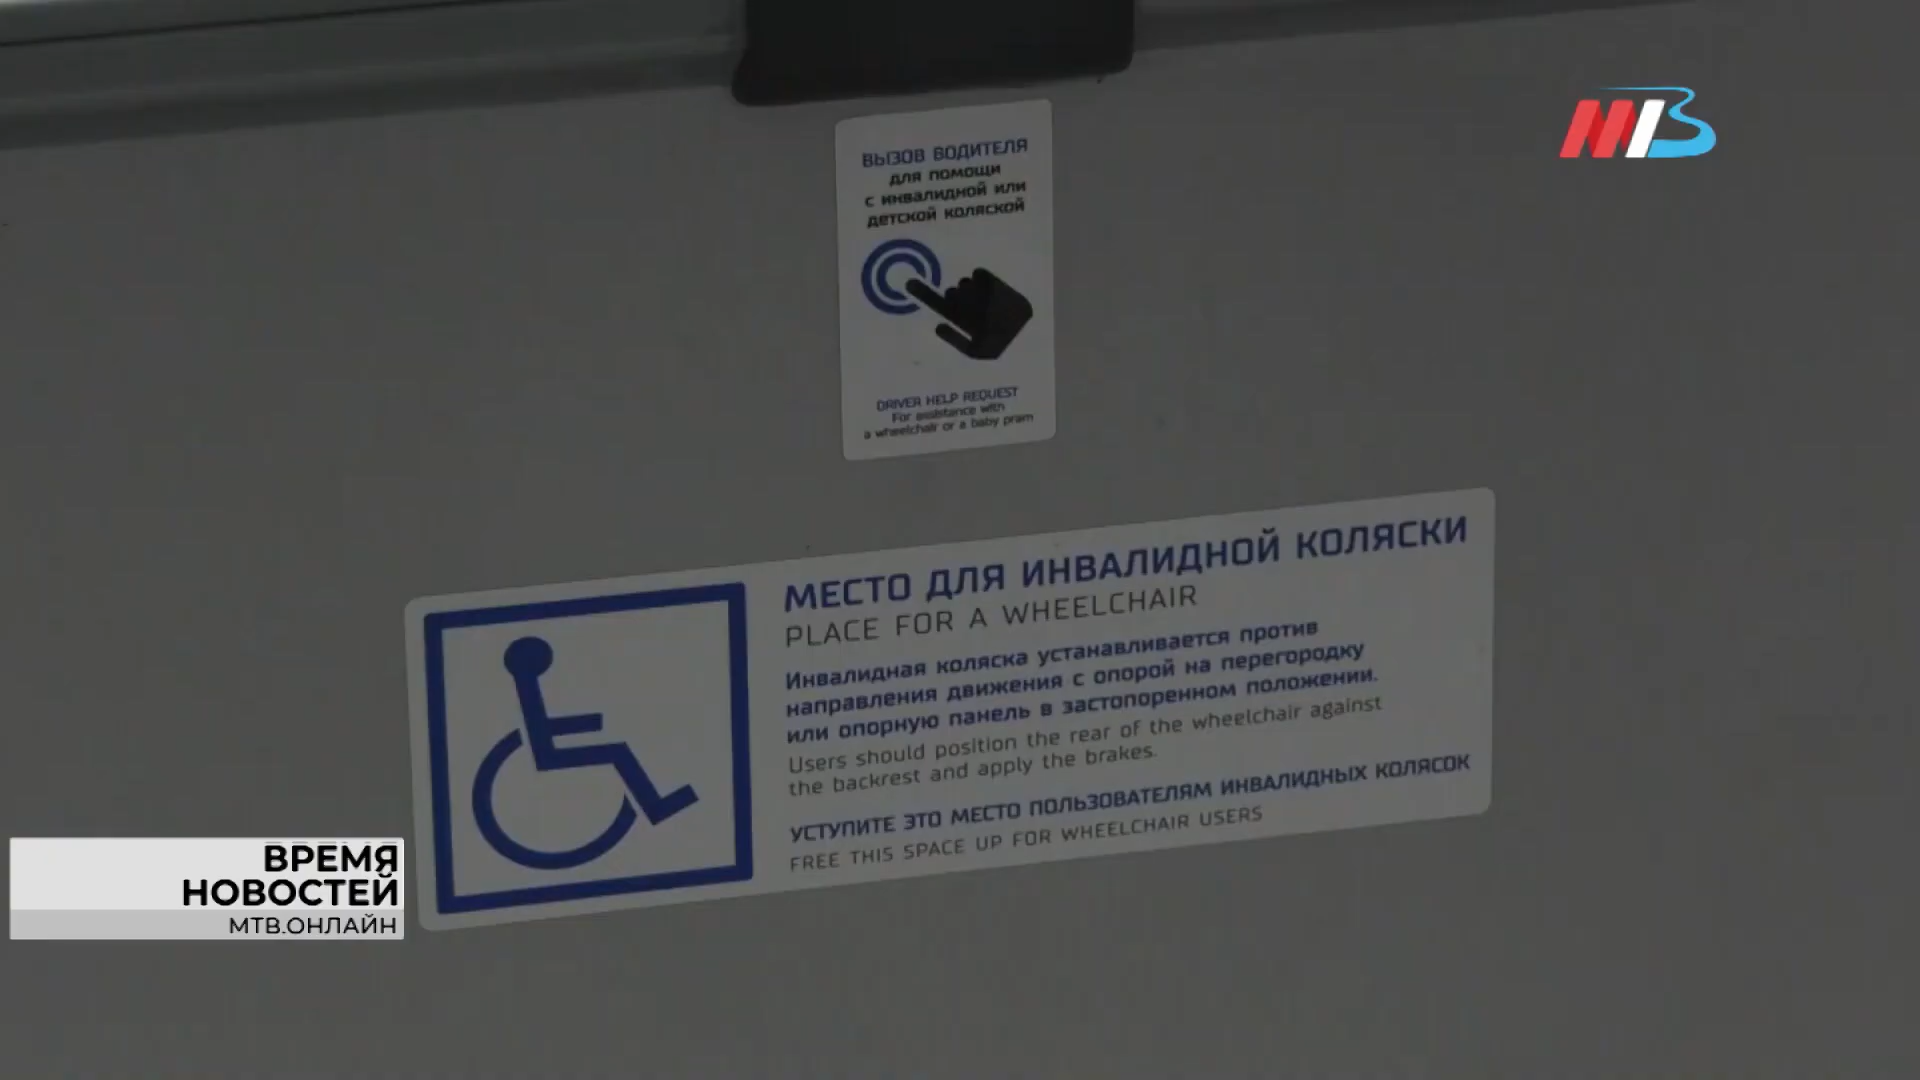 МТВ
ВЫЗОВ ВОДИТЕЛЯ
для помощи
с инвалидной или
детской коляской
DRIVER HELP REQUEST
For assistance with
a wheelchair or a baby pram
МЕСТО ДЛЯ ИНВАЛИДНОЙ КОЛЯСКИ
PLACE FOR A WHEELCHAIR
Инвалидная коляска устанавливается против
направления движения с опорой на перегородку
или опорную панель в застопоренном положении.
Users should position the rear of the wheelchair against
the backrest and apply the brakes.
УСТУПИТЕ ЭТО МЕСТО ПОЛЬЗОВАТЕЛЯМ ИНВАЛИДНЫХ КОЛЯСОК
FREE THIS SPACE UP FOR WHEELCHAIR USERS
ВРЕМЯ
НОВОСТЕЙ
МТВ.ОНЛАЙН